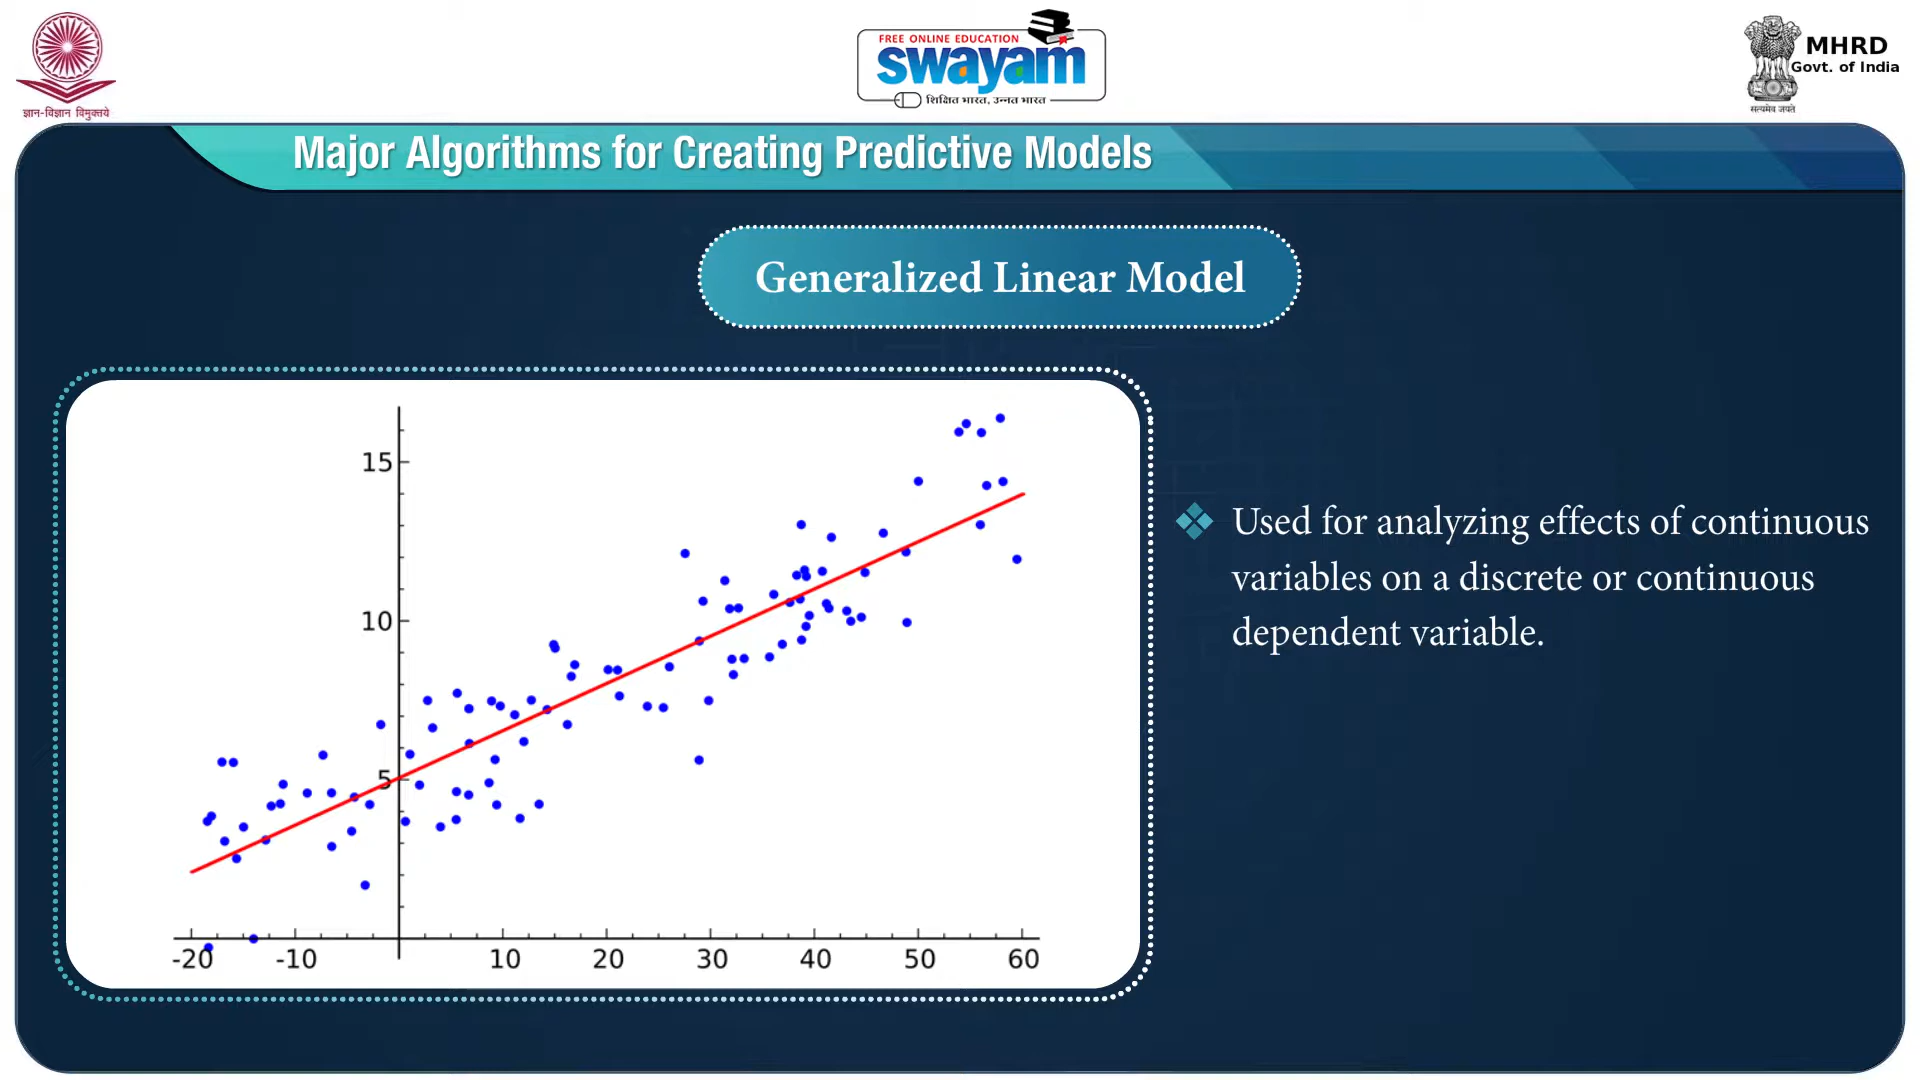 ज्ञान-विज्ञान विमुक्तये
FREE ONLINE EDUCATION
swayam
शिक्षित भारत, उन्नत भारत
MHRD
Govt. of India
सत्यमेव जयते
Major Algorithms for Creating Predictive Models
Generalized Linear Model
15
10
5
-20 -10 10 20 30 40 50 60
Used for analyzing effects of continuous
variables on a discrete or continuous
dependent variable.